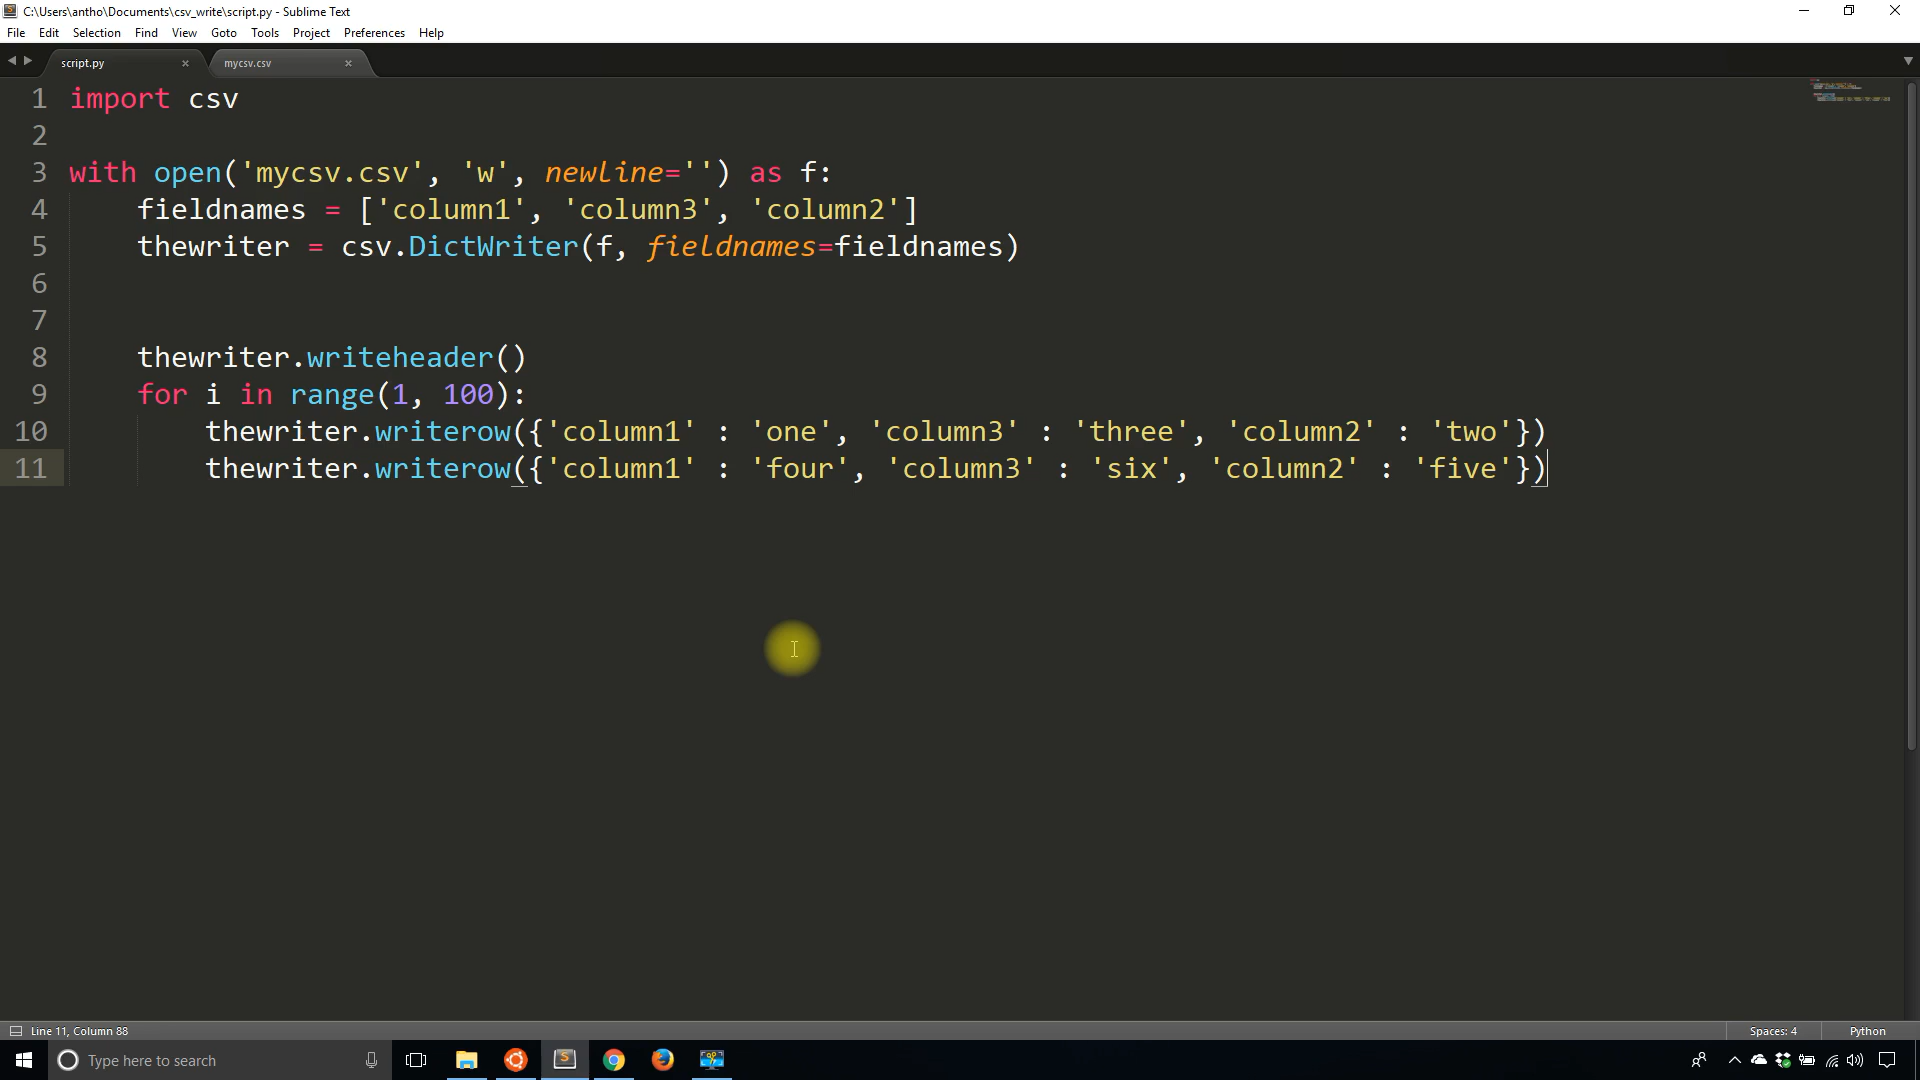 C:\Users\antho\Documents\csv_write\script.py - Sublime Text
File Edit Selection Find View Goto Tools Project Preferences Help
script.py × mycsv.csv ×
1 import csv
2
3 with open('mycsv.csv', 'w', newline='') as f:
4     fieldnames = ['column1', 'column3', 'column2']
5     thewriter = csv.DictWriter(f, fieldnames=fieldnames)
6
7
8     thewriter.writeheader()
9     for i in range(1, 100):
10         thewriter.writerow({'column1' : 'one', 'column3' : 'three', 'column2' : 'two'})
11         thewriter.writerow({'column1' : 'four', 'column3' : 'six', 'column2' : 'five'})
Line 11, Column 88 Spaces: 4 Python
Type here to search